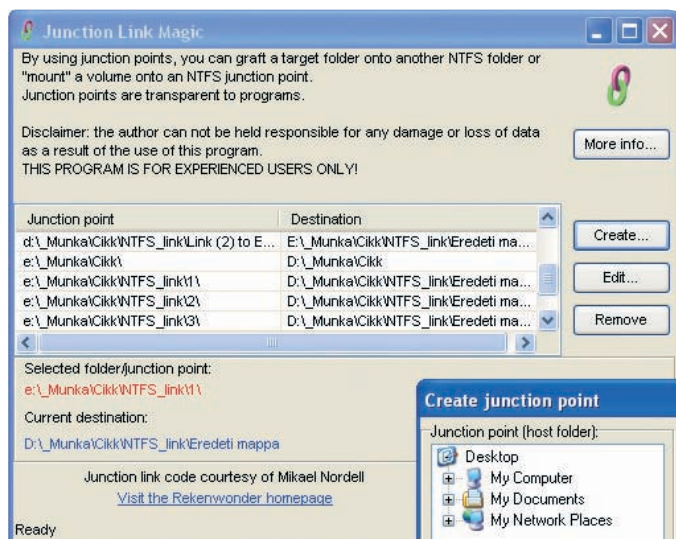 Junction Link Magic
By using junction points, you can graft a target folder onto another NTFS folder or
"mount" a volume onto an NTFS junction point.
Junction points are transparent to programs.
Disclaimer: the author can not be held responsible for any damage or loss of data
as a result of the use of this program.
THIS PROGRAM IS FOR EXPERIENCED USERS ONLY!
More info...
Junction point Destination
d:\_Munka\Cikk\NTFS_link\Link (2) to E... E:\_Munka\Cikk\NTFS_link\Eredeti ma...
e:\_Munka\Cikk\ D:\_Munka\Cikk
e:\_Munka\Cikk\NTFS_link\1\ D:\_Munka\Cikk\NTFS_link\Eredeti ma...
e:\_Munka\Cikk\NTFS_link\2\ D:\_Munka\Cikk\NTFS_link\Eredeti ma...
e:\_Munka\Cikk\NTFS_link\3\ D:\_Munka\Cikk\NTFS_link\Eredeti ma...
Create...
Edit...
Remove
Selected folder/junction point:
e:\_Munka\Cikk\NTFS_link\1\
Current destination:
D:\_Munka\Cikk\NTFS_link\Eredeti mappa
Junction link code courtesy of Mikael Nordell
Visit the Rekenwonder homepage
Ready
Create junction point
Junction point (host folder):
Desktop
My Computer
My Documents
My Network Places